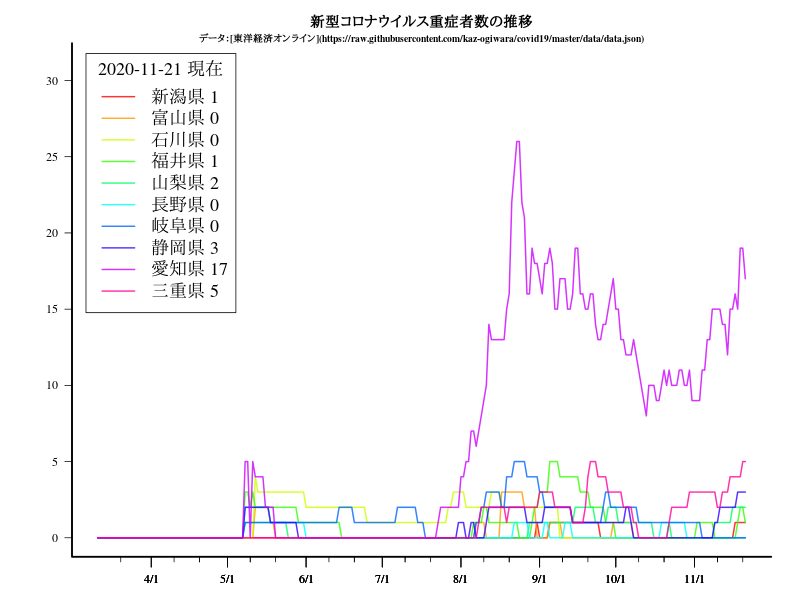 新型コロナウイルス重症者数の推移
データ:[東洋経済オンライン](https://raw.githubusercontent.com/kaz-ogiwara/covid19/master/data/data.json)
2020-11-21 現在
新潟県 1
富山県 0
石川県 0
福井県 1
山梨県 2
長野県 0
岐阜県 0
静岡県 3
愛知県 17
三重県 5
30
25
20
15
10
5
0
4/1 5/1 6/1 7/1 8/1 9/1 10/1 11/1